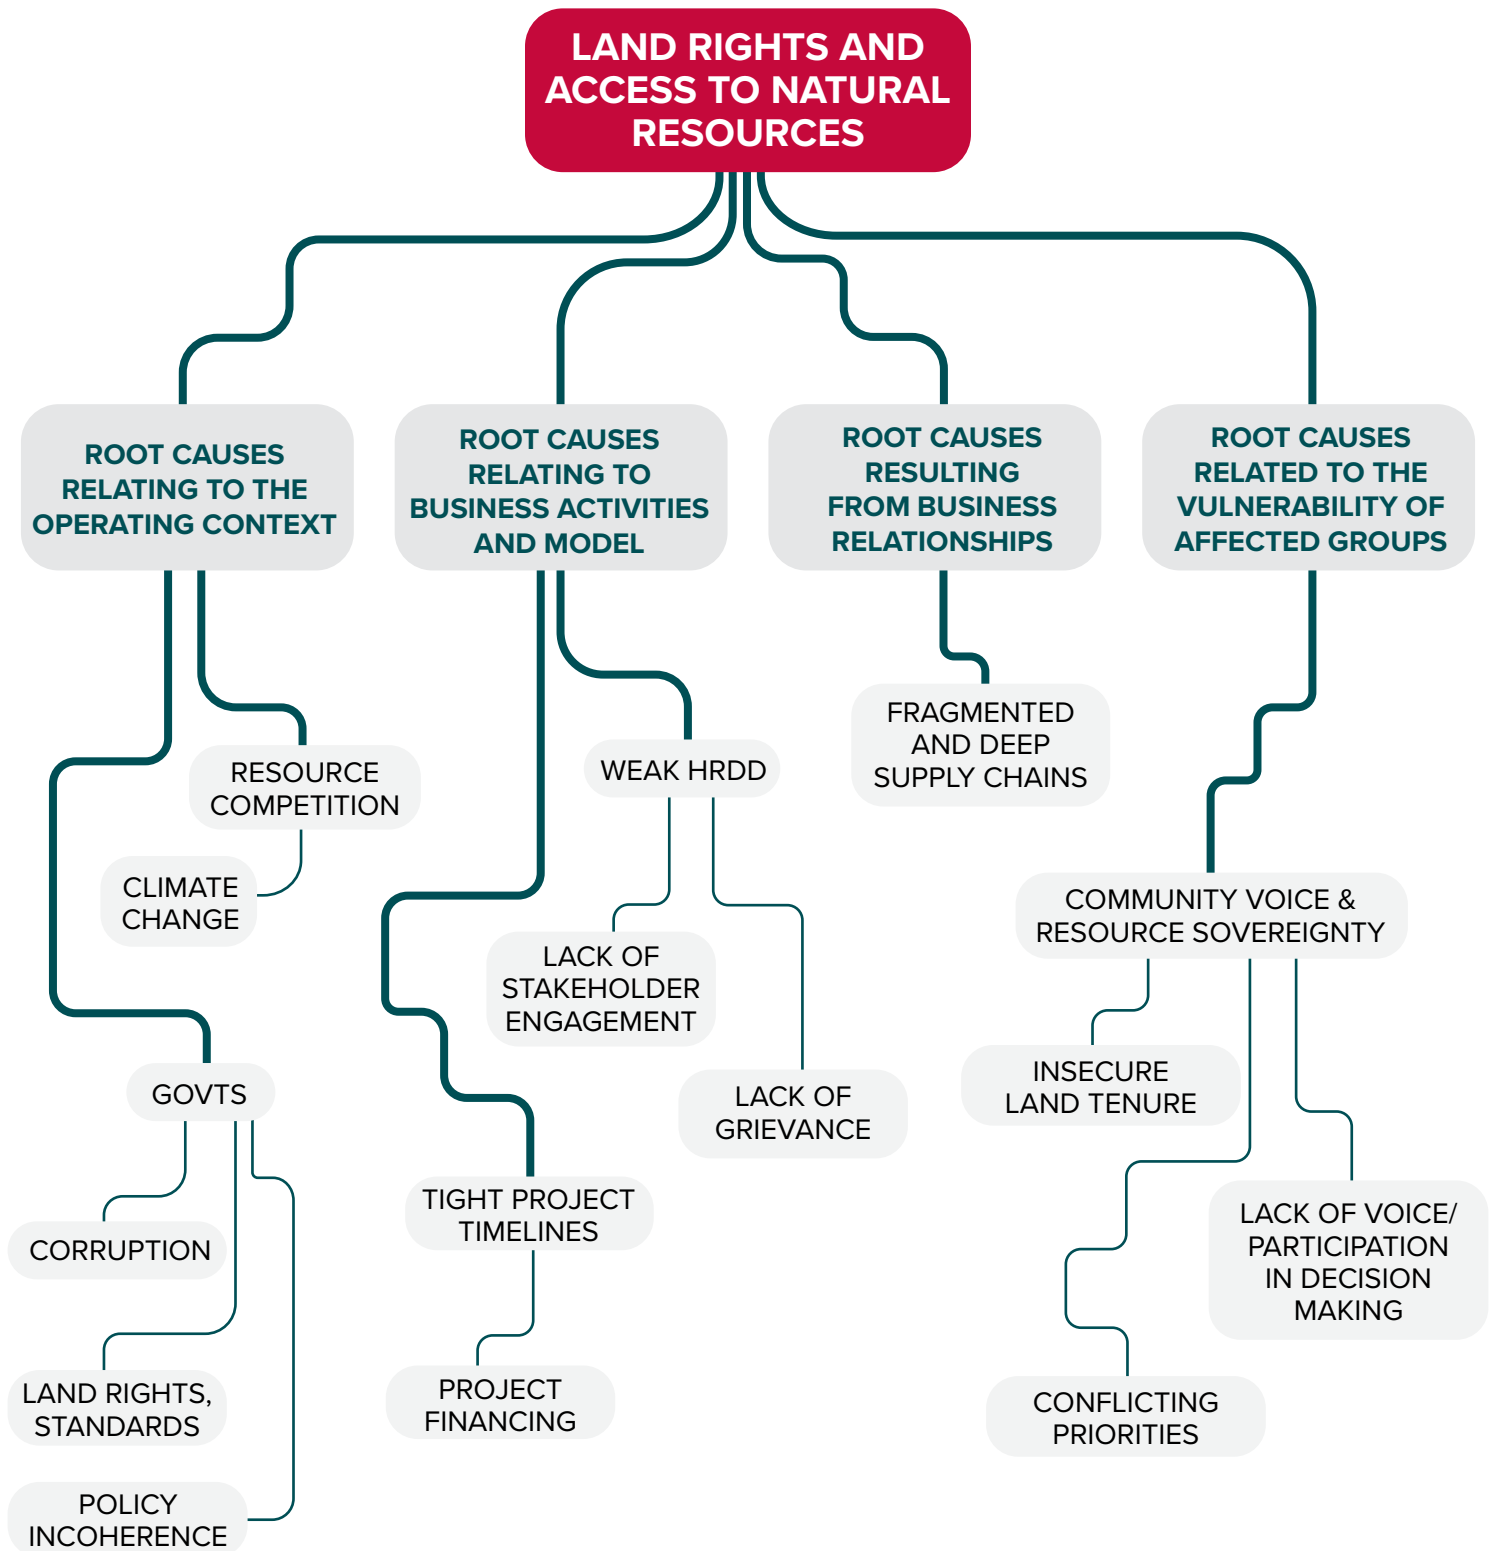 LAND RIGHTS AND
ACCESS TO NATURAL
RESOURCES
ROOT CAUSES
RELATING TO THE
OPERATING CONTEXT
ROOT CAUSES
RELATING TO
BUSINESS ACTIVITIES
AND MODEL
ROOT CAUSES
RESULTING
FROM BUSINESS
RELATIONSHIPS
ROOT CAUSES
RELATED TO THE
VULNERABILITY OF
AFFECTED GROUPS
RESOURCE
COMPETITION
CLIMATE
CHANGE
GOVTS
CORRUPTION
LAND RIGHTS,
STANDARDS
POLICY
INCOHERENCE
WEAK HRDD
LACK OF
STAKEHOLDER
ENGAGEMENT
LACK OF
GRIEVANCE
TIGHT PROJECT
TIMELINES
PROJECT
FINANCING
FRAGMENTED
AND DEEP
SUPPLY CHAINS
COMMUNITY VOICE &
RESOURCE SOVEREIGNTY
INSECURE
LAND TENURE
LACK OF VOICE/
PARTICIPATION
IN DECISION
MAKING
CONFLICTING
PRIORITIES